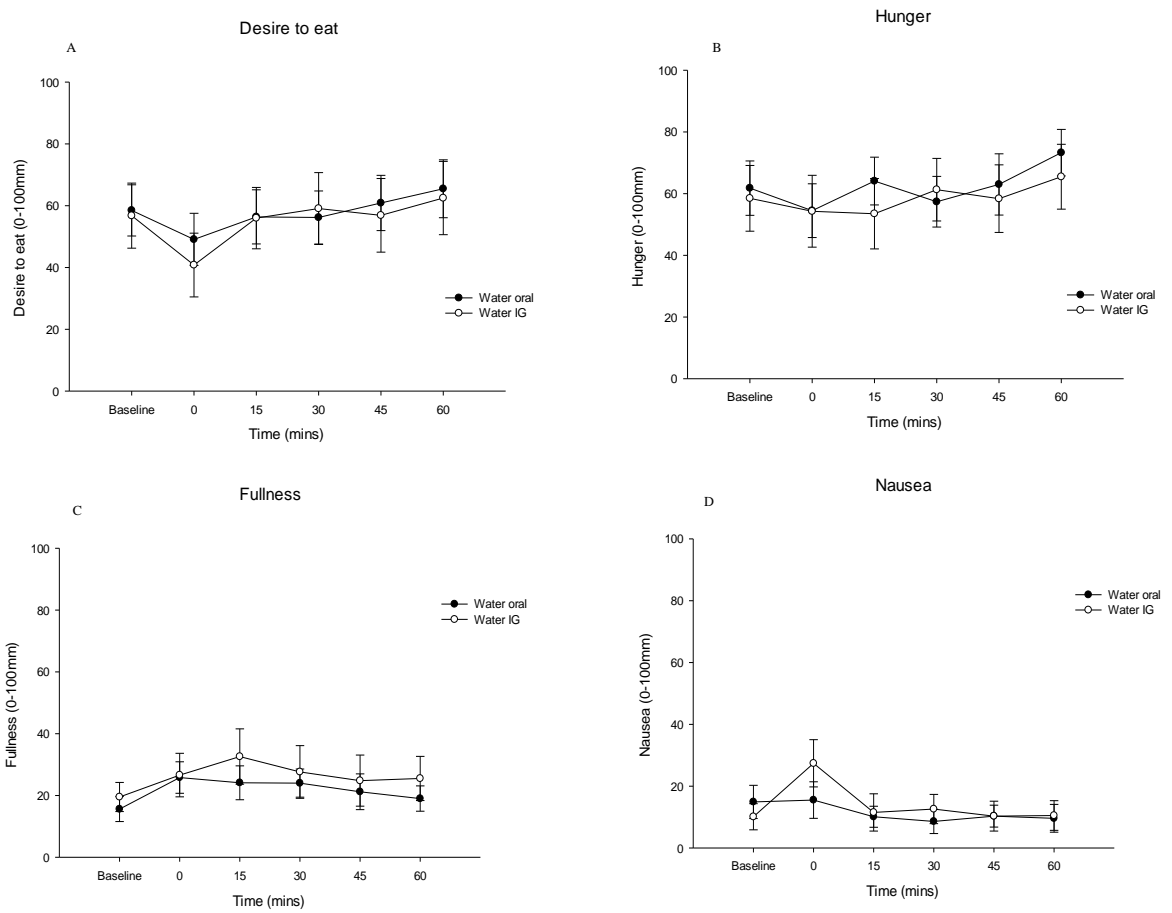 Desire to eat
A
100
80
60
40
20
0
Desire to eat (0-100mm)
Baseline 0 15 30 45 60
Time (mins)
Water oral
Water IG
Hunger
B
100
80
60
40
20
0
Hunger (0-100mm)
Baseline 0 15 30 45 60
Time (mins)
Water oral
Water IG
Fullness
C
100
80
60
40
20
0
Fullness (0-100mm)
Baseline 0 15 30 45 60
Time (mins)
Water oral
Water IG
Nausea
D
100
80
60
40
20
0
Nausea (0-100mm)
Baseline 0 15 30 45 60
Time (mins)
Water oral
Water IG